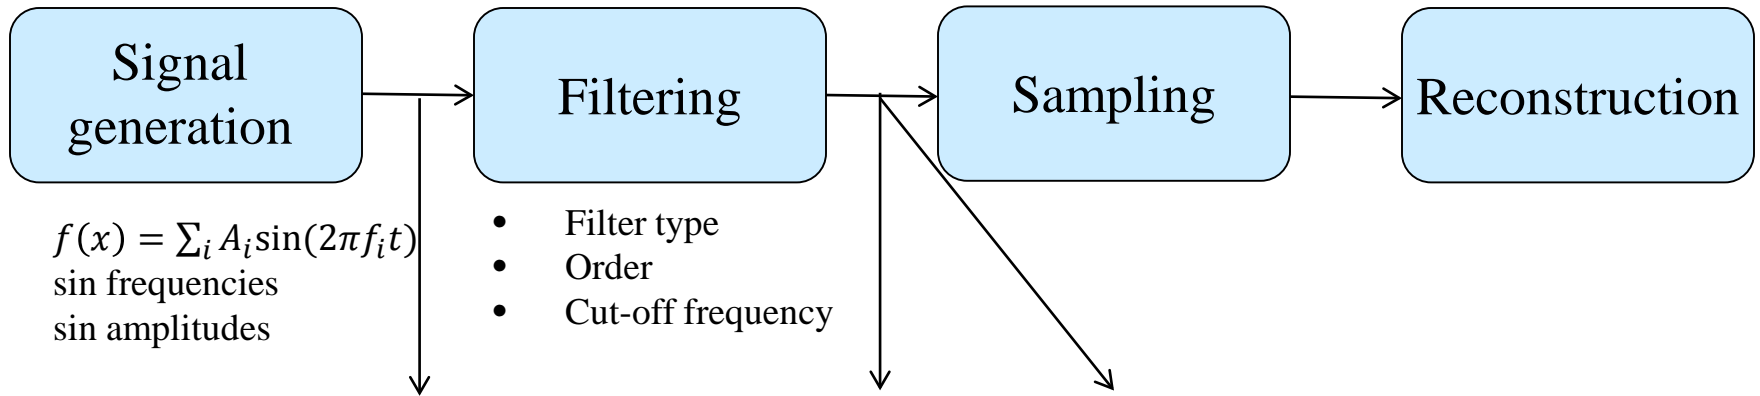 Signal
generation
Filtering
Sampling
Reconstruction
f(x) = ∑ᵢ Aᵢsin(2πfᵢt)
sin frequencies
sin amplitudes
• Filter type
• Order
• Cut-off frequency